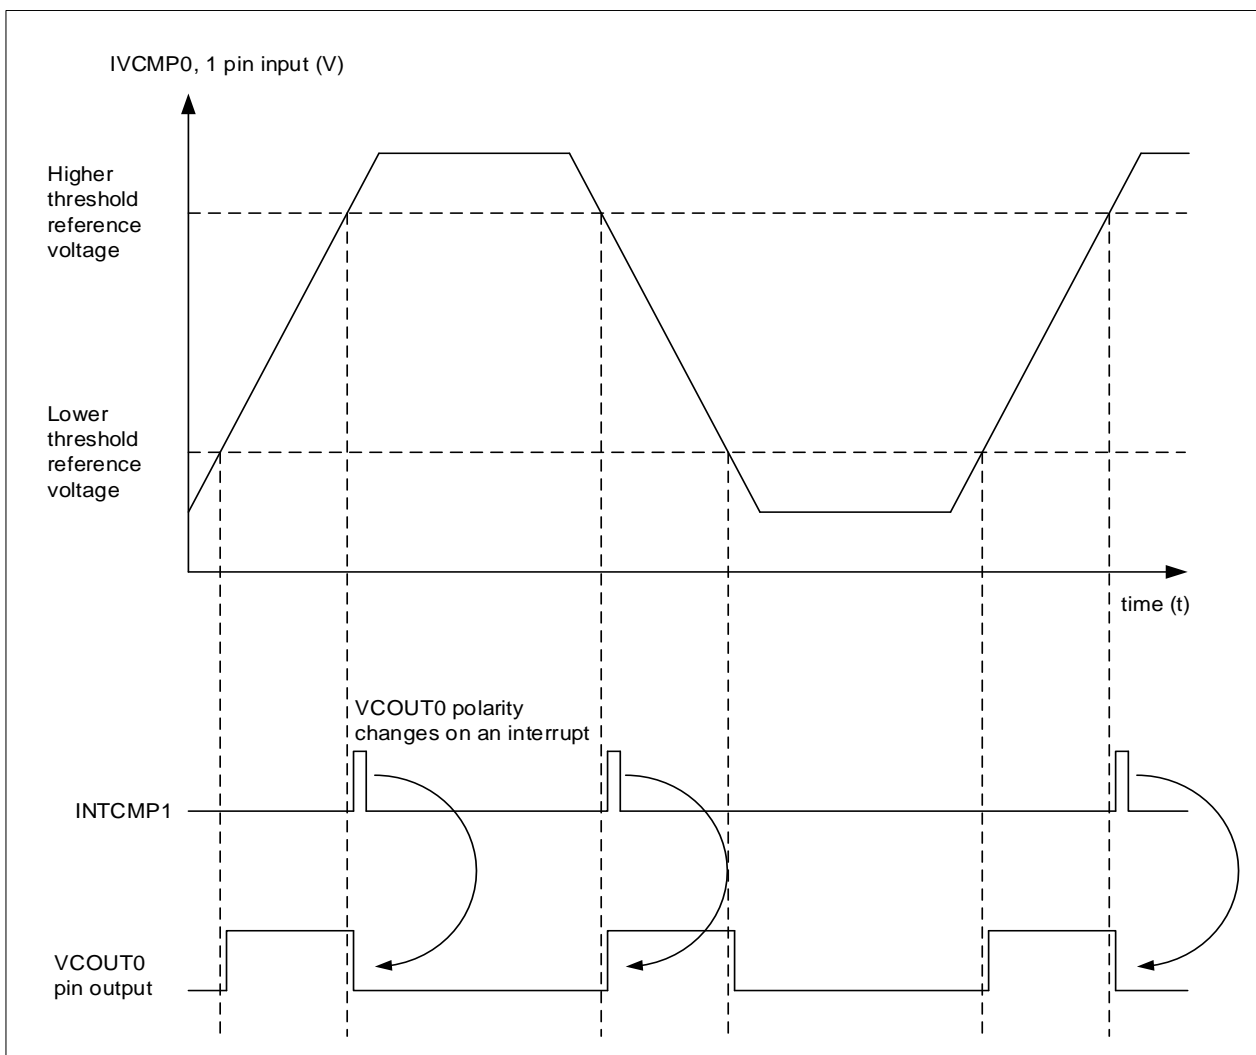 IVCMP0, 1 pin input (V)
Higher
threshold
reference
voltage
Lower
threshold
reference
voltage
time (t)
VCOUT0 polarity
changes on an interrupt
INTCMP1
VCOUT0
pin output